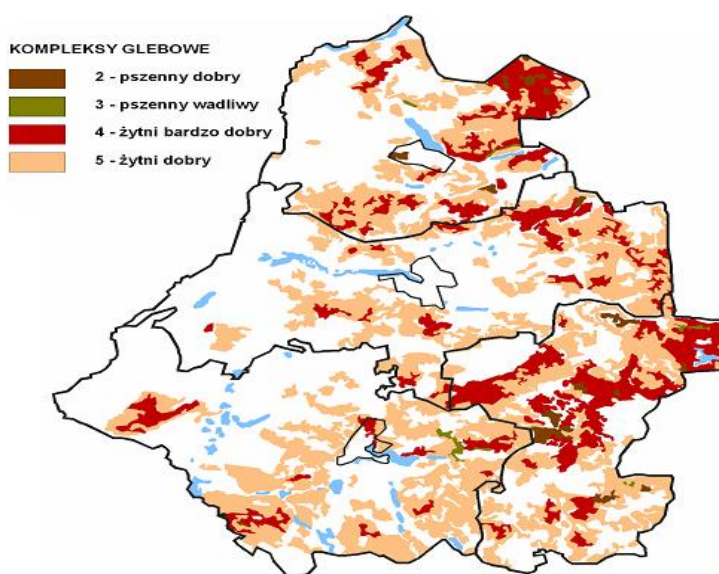 KOMPLEKSY GLEBOWE
2 - pszenny dobry
3 - pszenny wadliwy
4 - żytni bardzo dobry
5 - żytni dobry